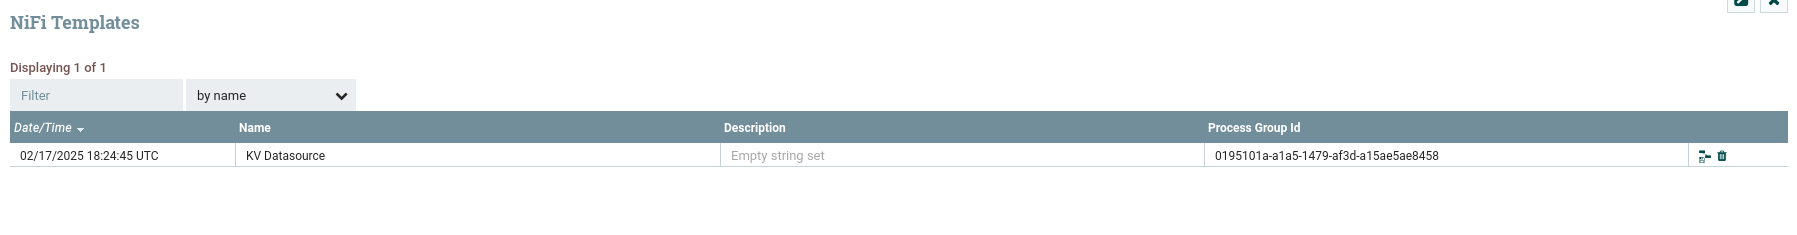 NiFi Templates
Displaying 1 of 1
Filter by name
Date/Time Name Description Process Group Id
02/17/2025 18:24:45 UTC KV Datasource Empty string set 0195101a-a1a5-1479-af3d-a15ae5ae8458